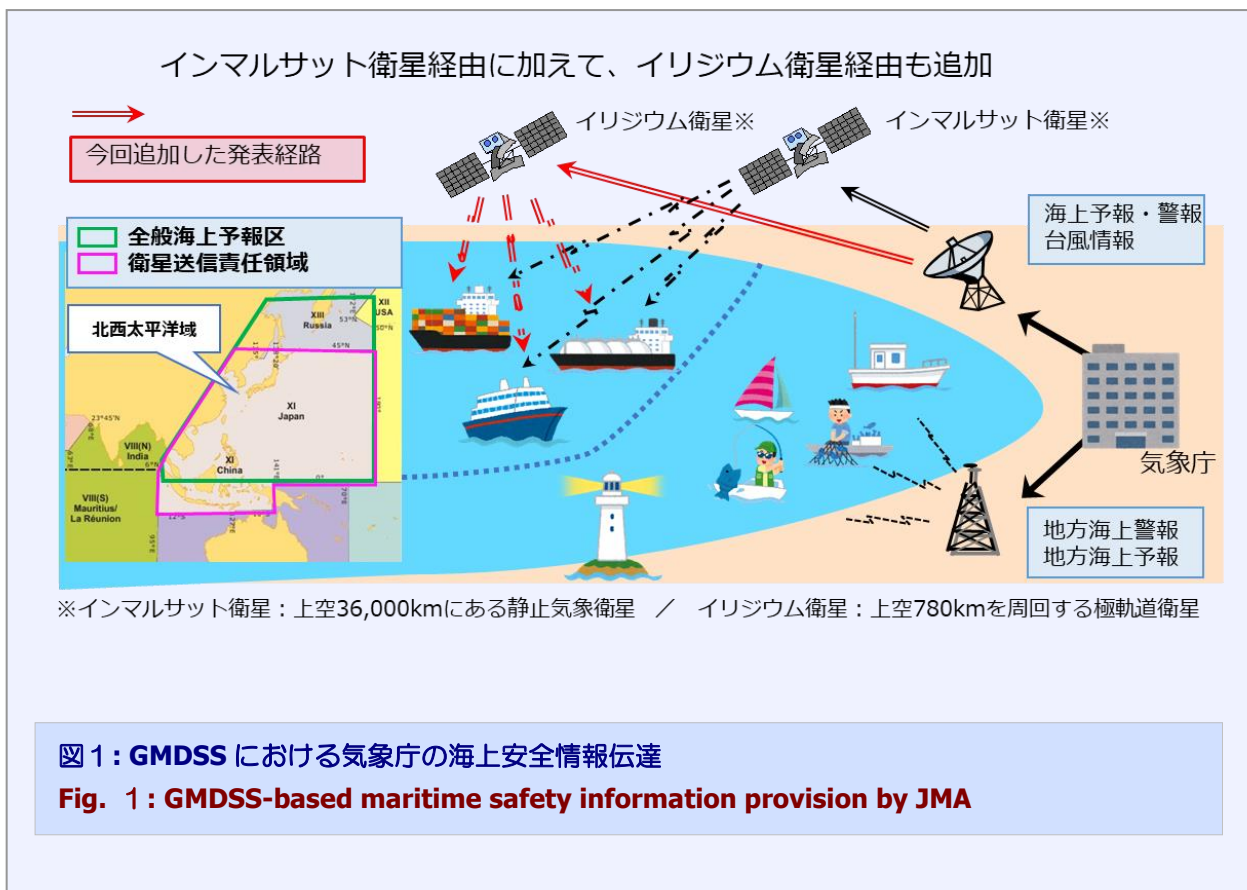 インマルサット衛星経由に加えて、イリジウム衛星経由も追加
今回追加した発表経路
イリジウム衛星※
インマルサット衛星※
海上予報・警報
台風情報
全般海上予報区
衛星送信責任領域
北西太平洋域
XIII
Russia
53°N
XII
USA
50°N
45°N
XI
Japan
23°45'N
VIII(N)
India
6°N
XI
China
0°
VIII(S)
Mauritius/
La Réunion
95°E
12°S
気象庁
地方海上警報
地方海上予報
※インマルサット衛星：上空36,000kmにある静止気象衛星 ／ イリジウム衛星：上空780kmを周回する極軌道衛星
図１: GMDSS における気象庁の海上安全情報伝達
Fig. １: GMDSS-based maritime safety information provision by JMA